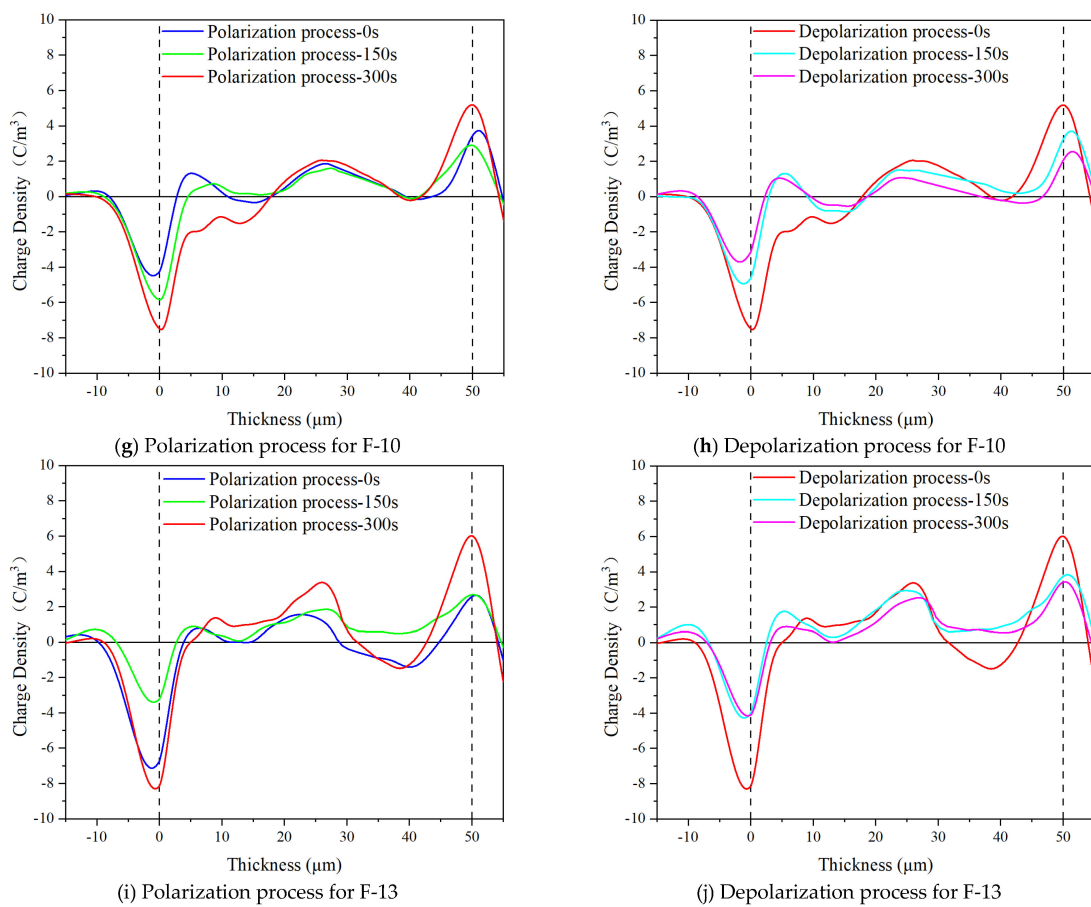 10
8
6
4
2
0
-2
-4
-6
-8
-10
Charge Density（C/m³）
Polarization process-0s
Polarization process-150s
Polarization process-300s
-10 0 10 20 30 40 50
Thickness (μm)
(g) Polarization process for F-10
10
8
6
4
2
0
-2
-4
-6
-8
-10
Charge Density（C/m³）
Depolarization process-0s
Depolarization process-150s
Depolarization process-300s
-10 0 10 20 30 40 50
Thickness (μm)
(h) Depolarization process for F-10
10
8
6
4
2
0
-2
-4
-6
-8
-10
Charge Density（C/m³）
Polarization process-0s
Polarization process-150s
Polarization process-300s
-10 0 10 20 30 40 50
Thickness (μm)
(i) Polarization process for F-13
10
8
6
4
2
0
-2
-4
-6
-8
-10
Charge Density（C/m³）
Depolarization process-0s
Depolarization process-150s
Depolarization process-300s
-10 0 10 20 30 40 50
Thickness (μm)
(j) Depolarization process for F-13